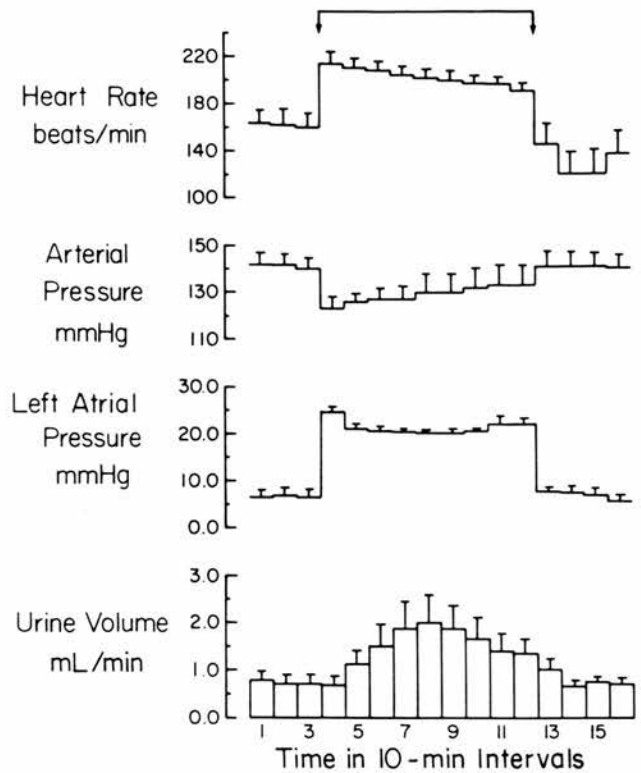 220
Heart Rate
180
beats/min
140
100
150
Arterial
130
Pressure
110
mmHg
30.0
Left Atrial
20.0
Pressure
10.0
mmHg
0.0
3.0
Urine Volume
2.0
mL/min
1.0
0.0
1 3 5 7 9 11 13 15
Time in 10-min Intervals